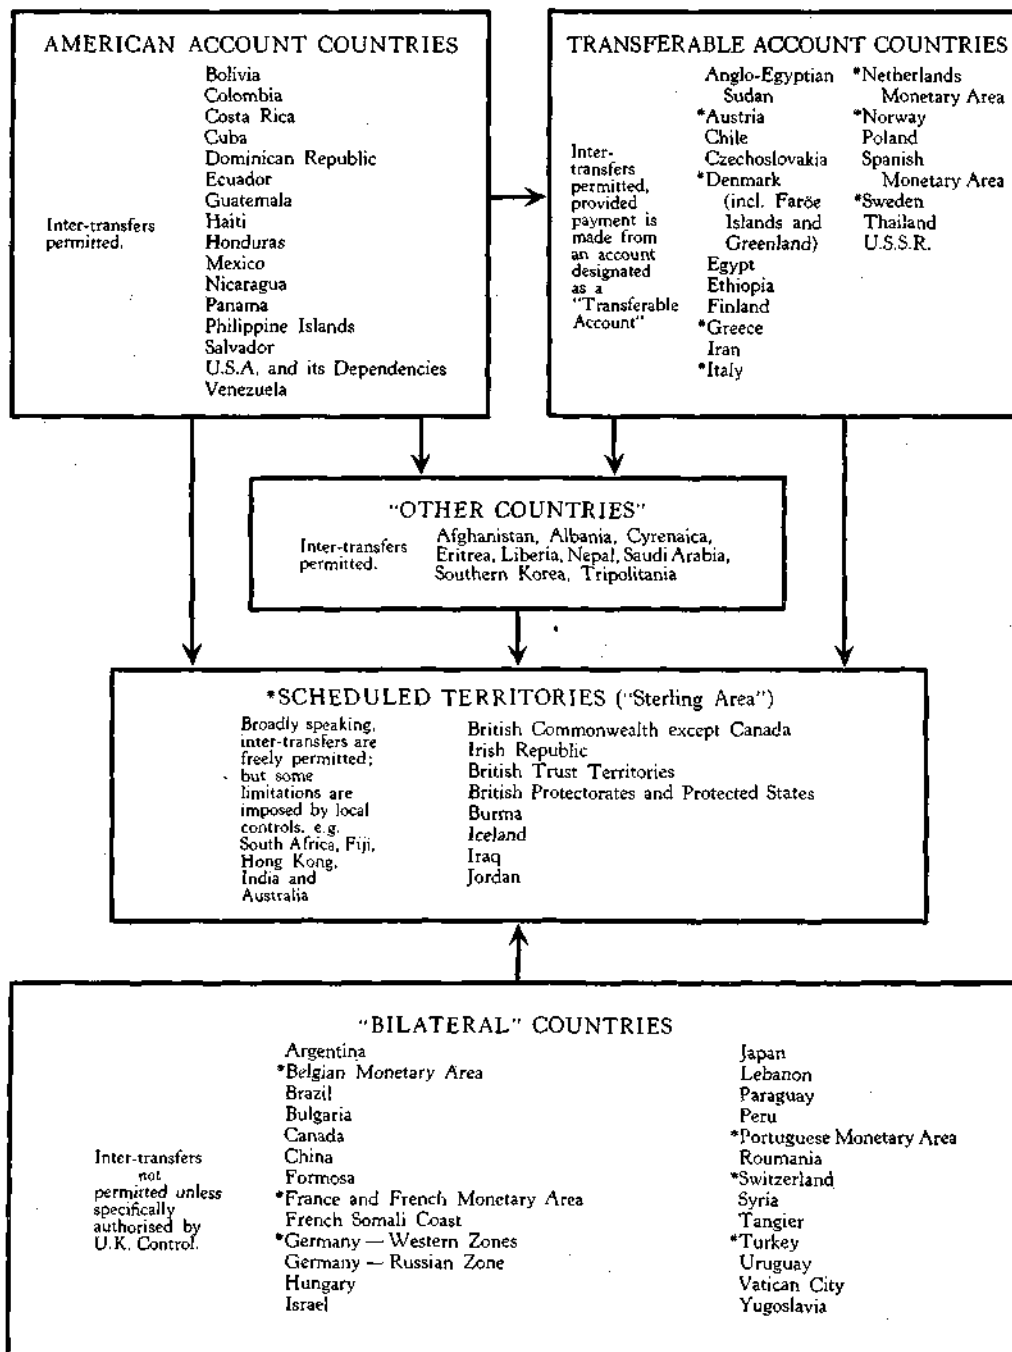 AMERICAN ACCOUNT COUNTRIES
Inter-transfers
permitted.
Bolivia
Colombia
Costa Rica
Cuba
Dominican Republic
Ecuador
Guatemala
Haiti
Honduras
Mexico
Nicaragua
Panama
Philippine Islands
Salvador
U.S.A. and its Dependencies
Venezuela
TRANSFERABLE ACCOUNT COUNTRIES
Inter-
transfers
permitted,
provided
payment is
made from
an account
designated
as a
"Transferable
Account"
Anglo-Egyptian
Sudan
*Austria
Chile
Czechoslovakia
*Denmark
(incl. Faröe
Islands and
Greenland)
Egypt
Ethiopia
Finland
*Greece
Iran
*Italy
*Netherlands
Monetary Area
*Norway
Poland
Spanish
Monetary Area
*Sweden
Thailand
U.S.S.R.
"OTHER COUNTRIES"
Inter-transfers
permitted.
Afghanistan, Albania, Cyrenaica,
Eritrea, Liberia, Nepal, Saudi Arabia,
Southern Korea, Tripolitania
*SCHEDULED TERRITORIES ("Sterling Area")
Broadly speaking,
inter-transfers are
freely permitted;
but some
limitations are
imposed by local
controls, e.g.
South Africa, Fiji,
Hong Kong,
India and
Australia
British Commonwealth except Canada
Irish Republic
British Trust Territories
British Protectorates and Protected States
Burma
Iceland
Iraq
Jordan
"BILATERAL" COUNTRIES
Inter-transfers
not
permitted unless
specifically
authorised by
U.K. Control.
Argentina
*Belgian Monetary Area
Brazil
Bulgaria
Canada
China
Formosa
*France and French Monetary Area
French Somali Coast
*Germany — Western Zones
Germany — Russian Zone
Hungary
Israel
Japan
Lebanon
Paraguay
Peru
*Portuguese Monetary Area
Roumania
*Switzerland
Syria
Tangier
*Turkey
Uruguay
Vatican City
Yugoslavia